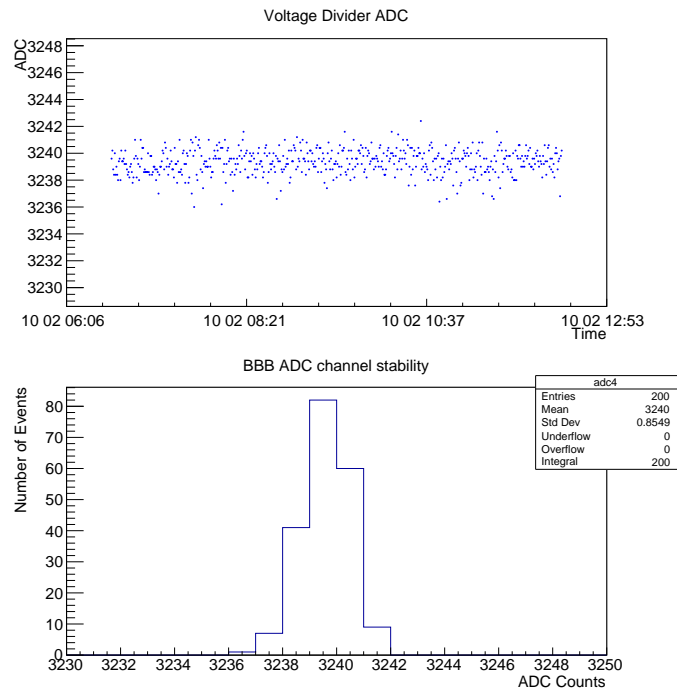 Voltage Divider ADC
ADC
3248
3246
3244
3242
3240
3238
3236
3234
3232
3230
10 02 06:06 10 02 08:21 10 02 10:37 10 02 12:53
Time
BBB ADC channel stability
adc4
Entries 200
Mean 3240
Std Dev 0.8549
Underflow 0
Overflow 0
Integral 200
Number of Events
80
70
60
50
40
30
20
10
0
3230 3232 3234 3236 3238 3240 3242 3244 3246 3248 3250
ADC Counts